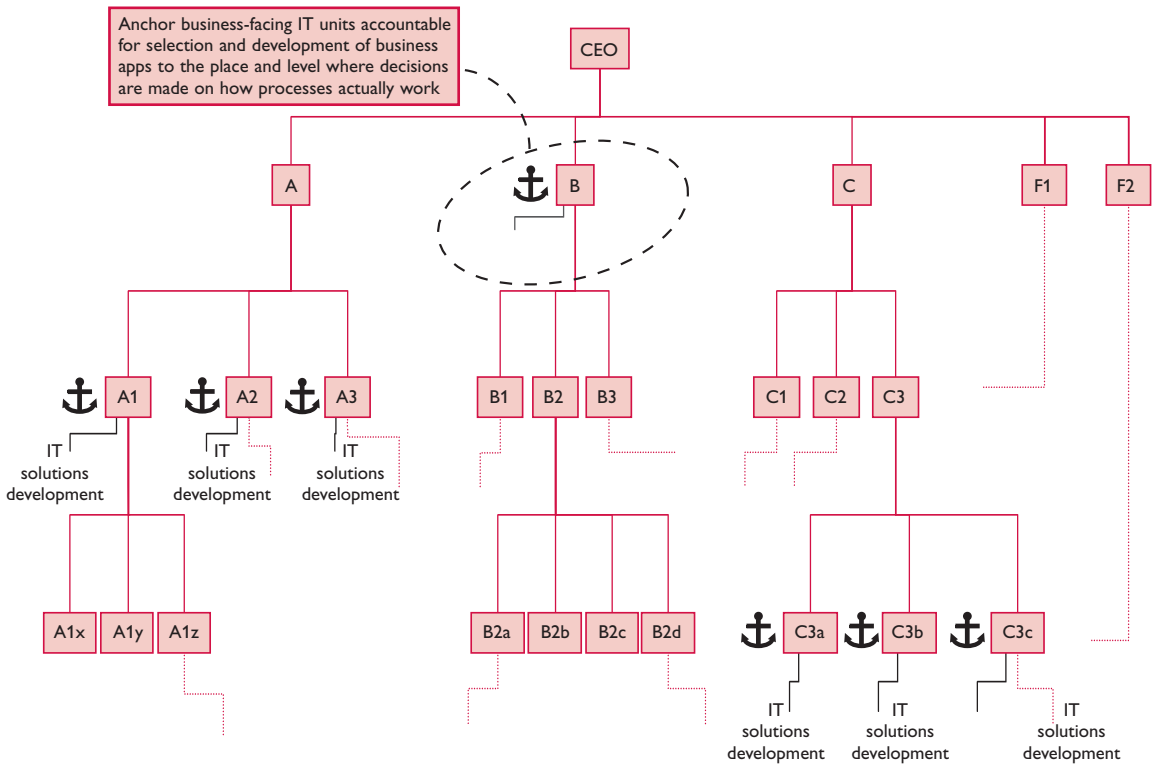 Anchor business-facing IT units accountable
for selection and development of business
apps to the place and level where decisions
are made on how processes actually work
CEO
A
B
C
F1
F2
A1
A2
A3
B1
B2
B3
C1
C2
C3
IT
solutions
development
IT
solutions
development
IT
solutions
development
A1x
A1y
A1z
B2a
B2b
B2c
B2d
C3a
C3b
C3c
IT
solutions
development
IT
solutions
development
IT
solutions
development